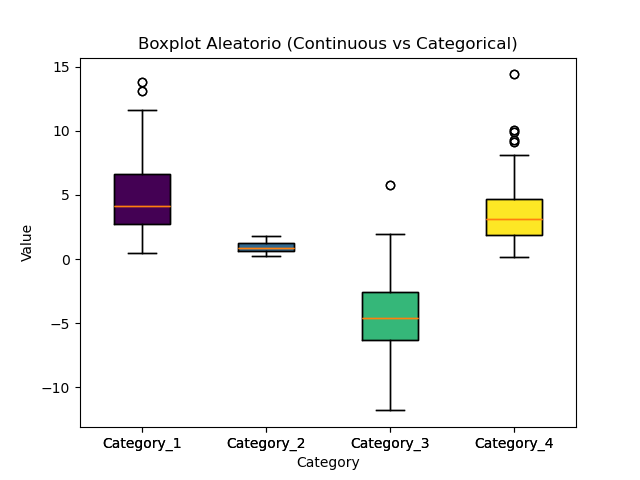 Boxplot Aleatorio (Continuous vs Categorical)
15
10
5
0
−5
−10
Value
Category_1 Category_2 Category_3 Category_4
Category